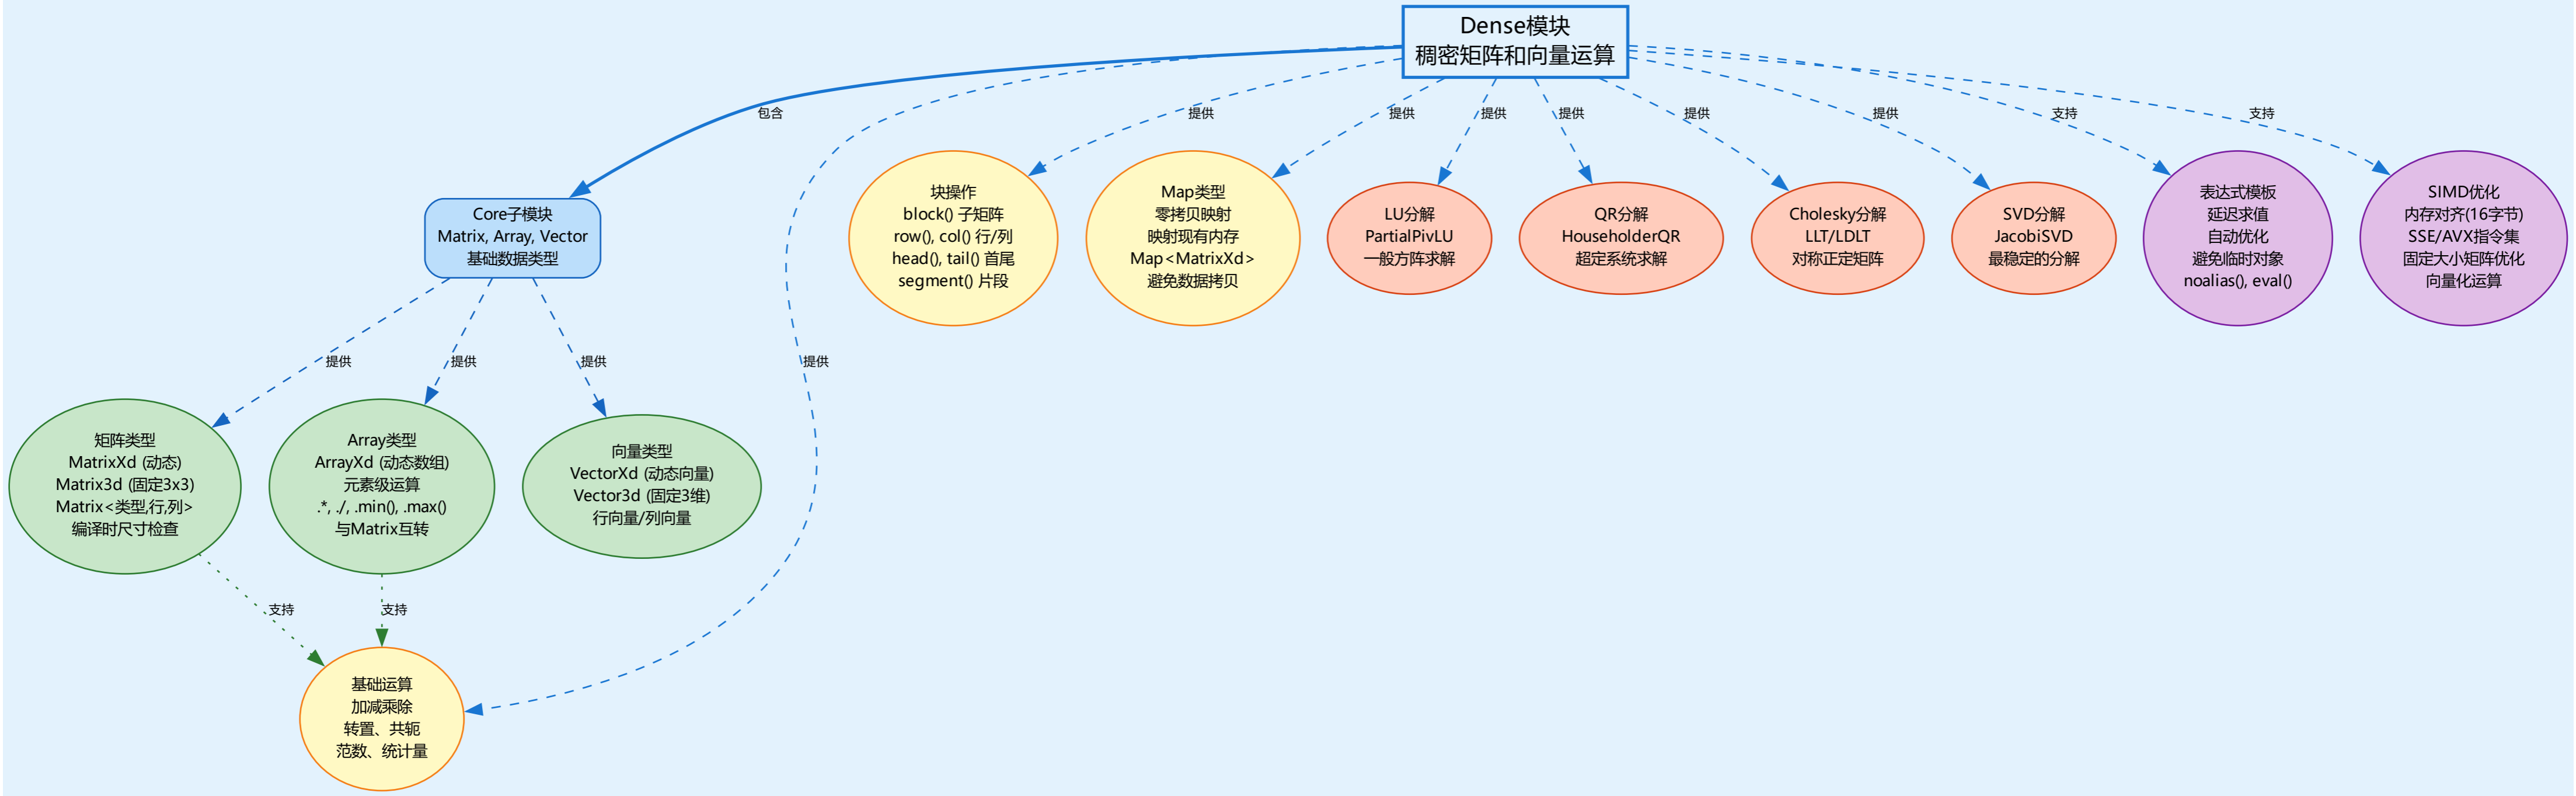 Dense模块
稠密矩阵和向量运算
包含
提供
提供
提供
提供
提供
提供
支持
支持
块操作
block() 子矩阵
row(), col() 行/列
head(), tail() 首尾
segment() 片段
Map类型
零拷贝映射
映射现有内存
Map<MatrixXd>
避免数据拷贝
LU分解
PartialPivLU
一般方阵求解
QR分解
HouseholderQR
超定系统求解
Cholesky分解
LLT/LDLT
对称正定矩阵
SVD分解
JacobiSVD
最稳定的分解
表达式模板
延迟求值
自动优化
避免临时对象
noalias(), eval()
SIMD优化
内存对齐(16字节)
SSE/AVX指令集
固定大小矩阵优化
向量化运算
Core子模块
Matrix, Array, Vector
基础数据类型
提供
提供
提供
提供
矩阵类型
MatrixXd (动态)
Matrix3d (固定3x3)
Matrix<类型,行,列>
编译时尺寸检查
Array类型
ArrayXd (动态数组)
元素级运算
.*, ./, .min(), .max()
与Matrix互转
向量类型
VectorXd (动态向量)
Vector3d (固定3维)
行向量/列向量
支持
支持
基础运算
加减乘除
转置、共轭
范数、统计量